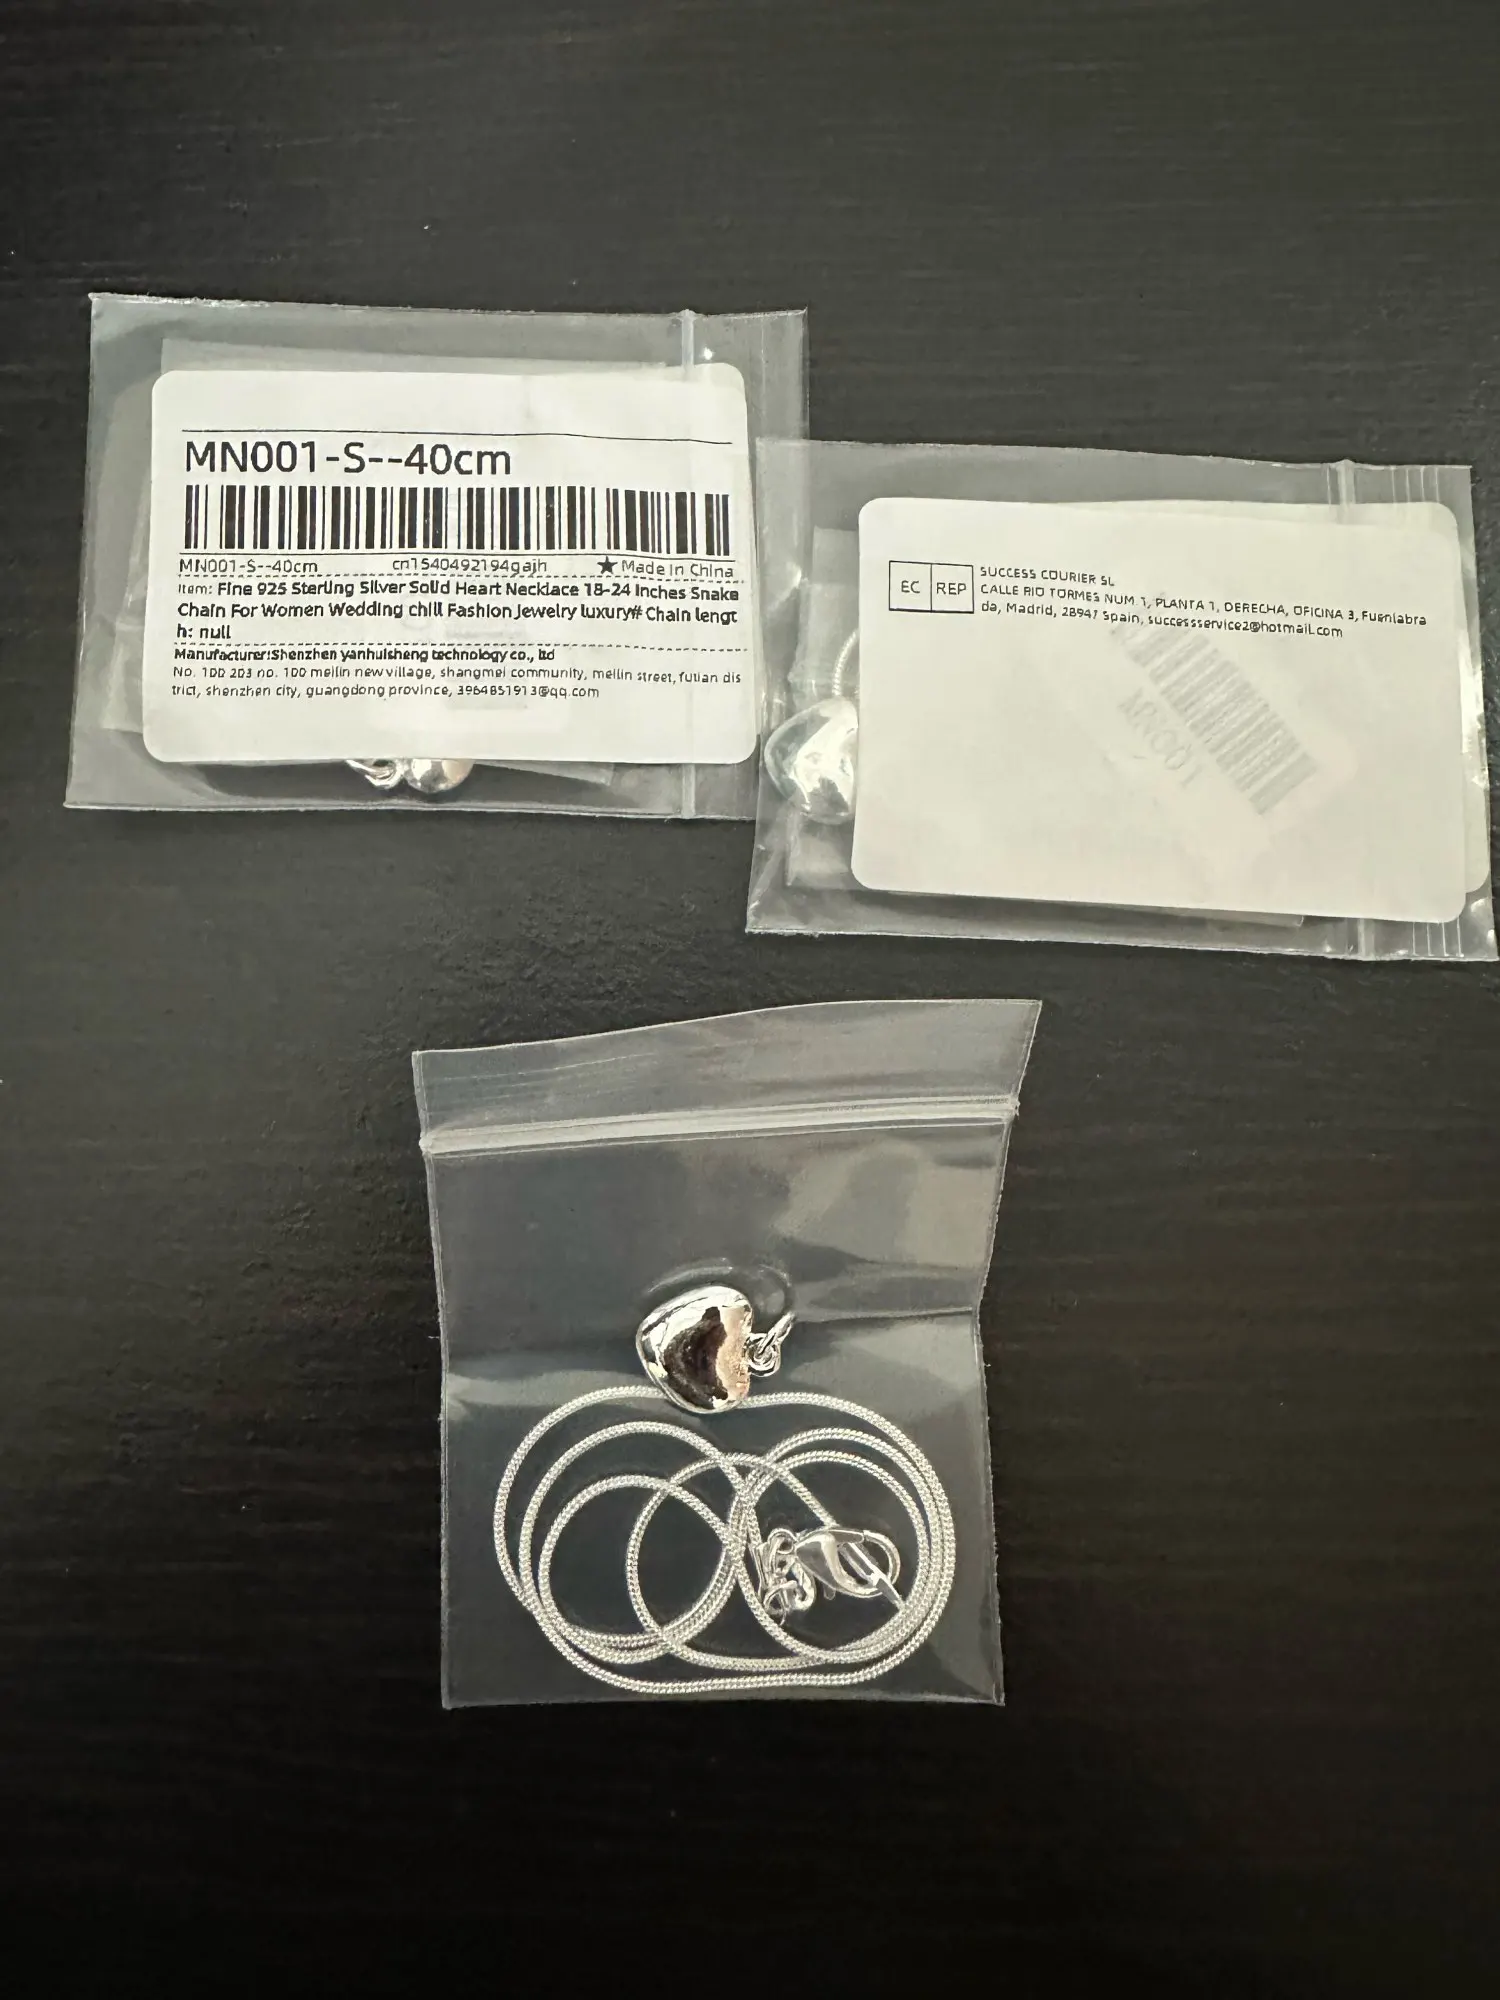 MN001-S--40cm
MN001-S--40cm cn1540492194gajh ★ Made in China
Item: Fine 925 Sterling Silver Solid Heart Necklace 18-24 Inches Snake
Chain For Women Wedding chill Fashion Jewelry luxury# Chain lengt
h: null
Manufacturer:Shenzhen yanhuisheng technology co., ltd
No. 100 203 no. 100 meilin new village, shangmei community, meilin street, futian dis
trict, shenzhen city, guangdong province, 3964851913@qq.com
EC REP
SUCCESS COURIER SL
CALLE RIO TORMES NUM 1, PLANTA 1, DERECHA, OFICINA 3, Fuenlabra
da, Madrid, 28947 Spain, successservice2@hotmail.com
MN001